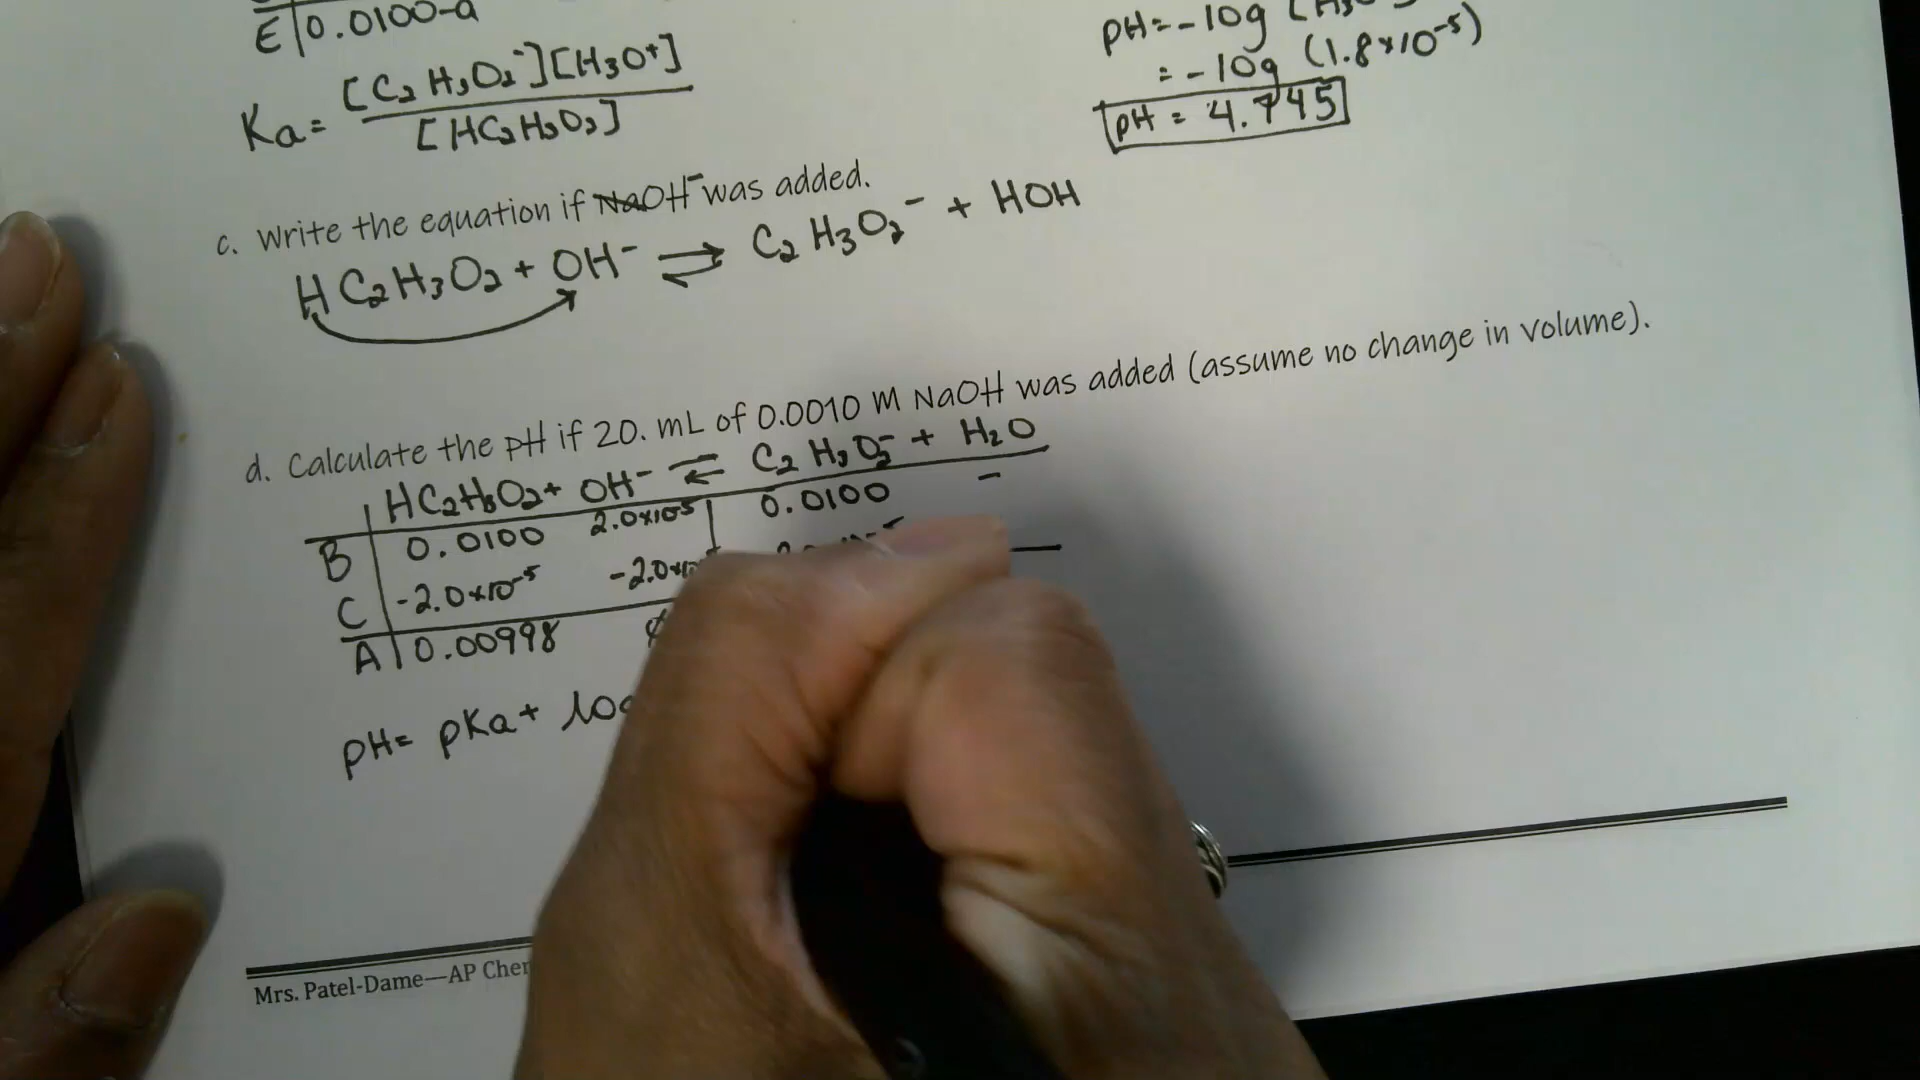 E 0.0100-a
Ka= [C₂H₃O₂⁻][H₃O⁺]
[HC₂H₃O₂]
pH=-log
=-log (1.8×10⁻⁵)
pH = 4.745
c. Write the equation if NaOH⁻ was added.
HC₂H₃O₂ + OH⁻ ⇌ C₂H₃O₂⁻ + HOH
d. Calculate the pH if 20. mL of 0.0010 M NaOH was added (assume no change in volume).
HC₂H₃O₂ + OH⁻ ⇌ C₂H₃O₂⁻ + H₂O
B 0.0100 2.0×10⁻⁵ 0.0100 -
C -2.0×10⁻⁵ -2.0×
A 0.00998
pH= pKa+
Mrs. Patel-Dame—AP